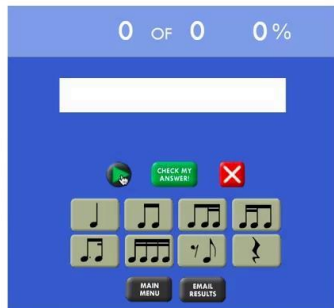 0 OF 0 0%
CHECK MY
ANSWER!
MAIN
MENU
EMAIL
RESULTS